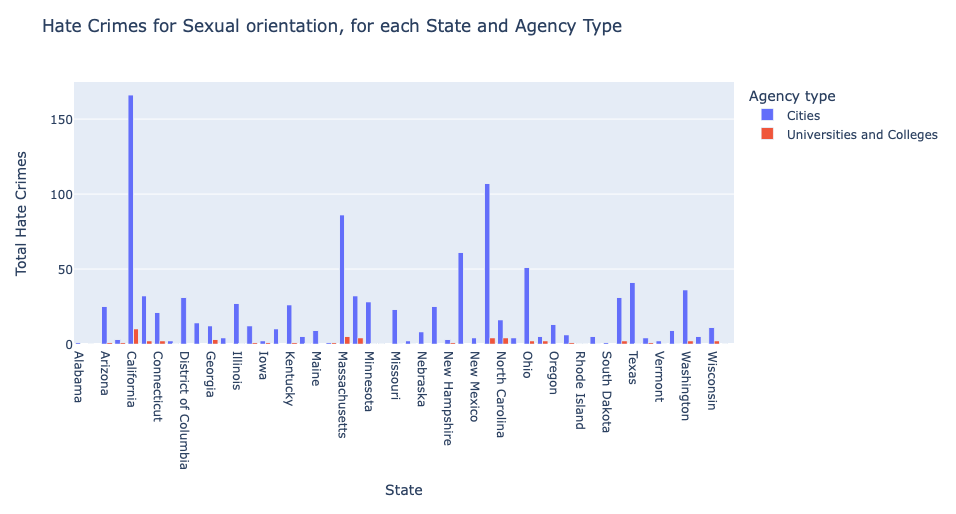 Hate Crimes for Sexual orientation, for each State and Agency Type
Agency type
Cities
Universities and Colleges
Total Hate Crimes
150
100
50
0
Alabama
Arizona
California
Connecticut
District of Columbia
Georgia
Illinois
Iowa
Kentucky
Maine
Massachusetts
Minnesota
Missouri
Nebraska
New Hampshire
New Mexico
North Carolina
Ohio
Oregon
Rhode Island
South Dakota
Texas
Vermont
Washington
Wisconsin
State